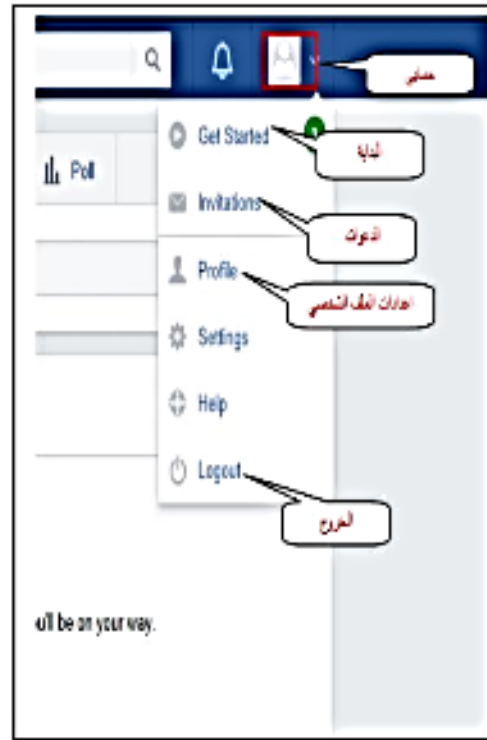 حسابي
Get Started
البداية
Poll
Invitations
الدعوات
Profile
اعدادات الملف الشخصي
Settings
Help
Logout
الخروج
u'll be on your way.